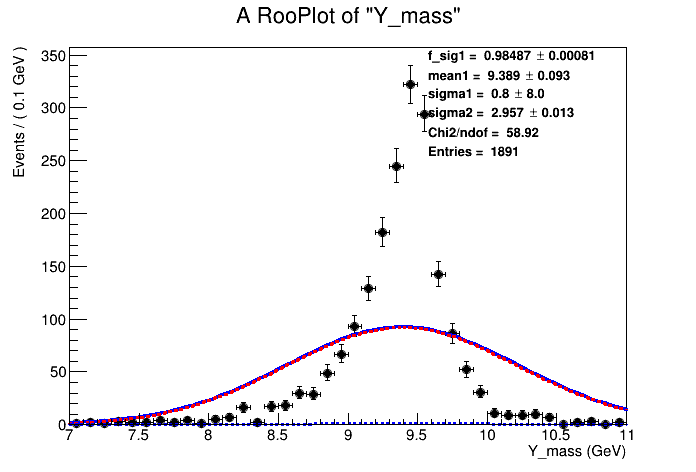 A RooPlot of "Y_mass"
Events / ( 0.1 GeV )
350
300
250
200
150
100
50
0
f_sig1 = 0.98487 ± 0.00081
mean1 = 9.389 ± 0.093
sigma1 = 0.8 ± 8.0
sigma2 = 2.957 ± 0.013
Chi2/ndof = 58.92
Entries = 1891
7 7.5 8 8.5 9 9.5 10 10.5 11
Y_mass (GeV)